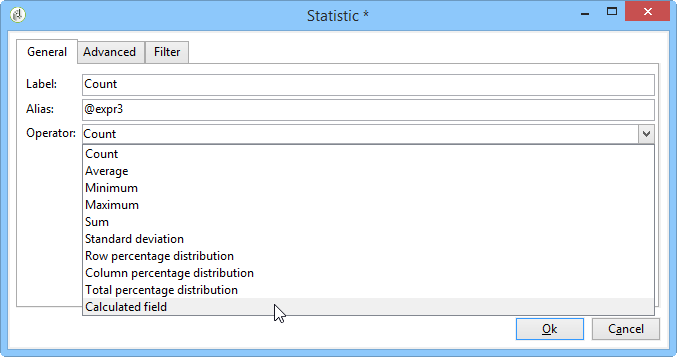 Statistic *
General Advanced Filter
Label: Count
Alias: @expr3
Operator: Count
Count
Average
Minimum
Maximum
Sum
Standard deviation
Row percentage distribution
Column percentage distribution
Total percentage distribution
Calculated field
Ok Cancel